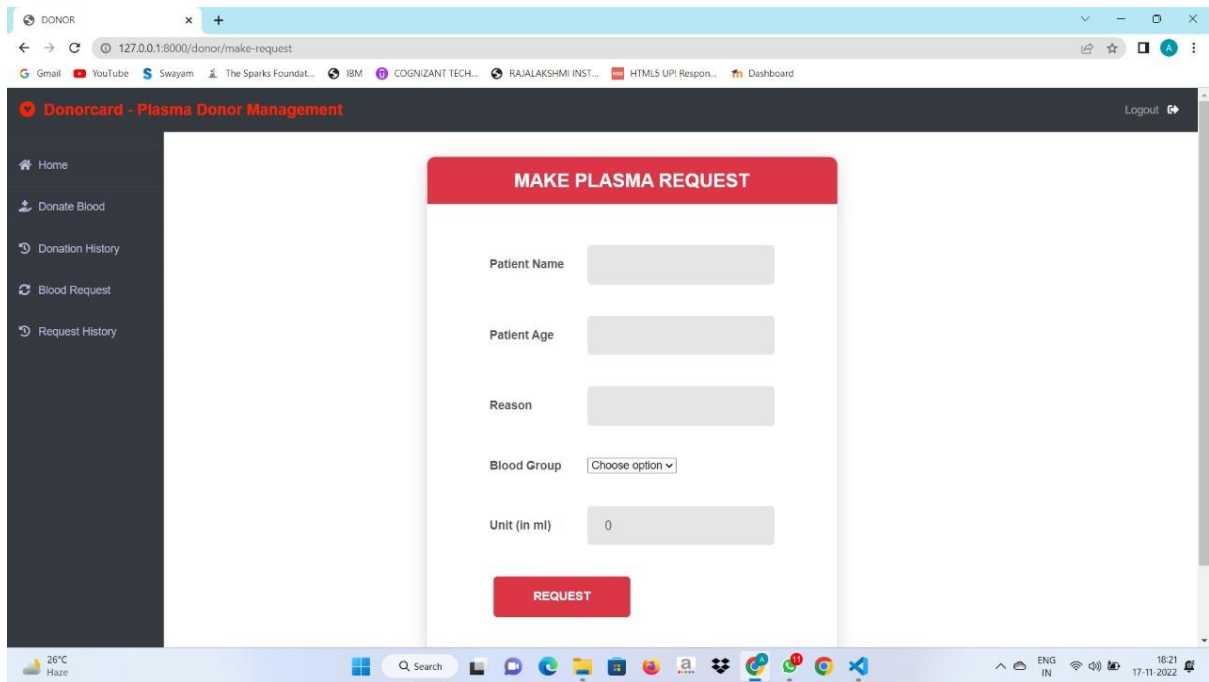 DONOR
127.0.0.1:8000/donor/make-request
A
G Gmail YouTube Swayam The Sparks Foundat... IBM COGNIZANT TECH... RAJALAKSHMI INST... HTML5 UP! Respon... Dashboard
Donorcard - Plasma Donor Management
Logout
Home
Donate Blood
Donation History
Blood Request
Request History
MAKE PLASMA REQUEST
Patient Name
Patient Age
Reason
Blood Group Choose option
Unit (in ml) 0
REQUEST
26°C
Haze
Search
11
ENG
IN
18:21
17-11-2022